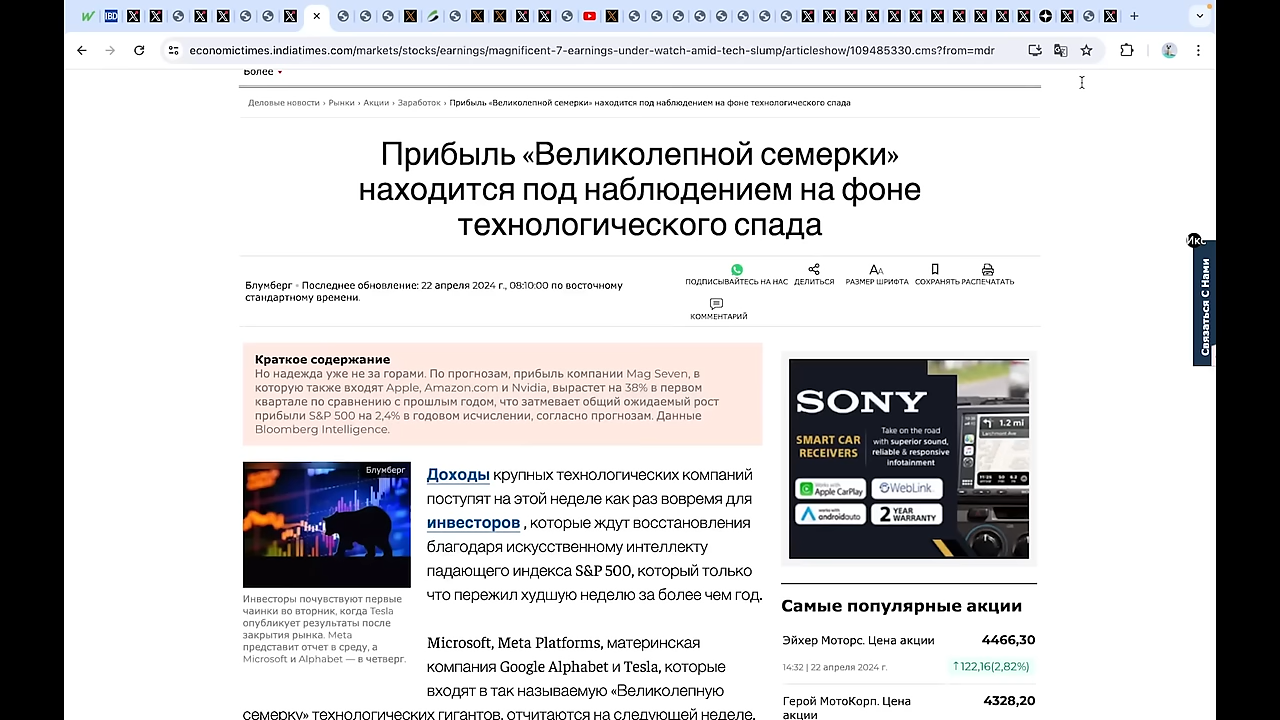 economictimes.indiatimes.com/markets/stocks/earnings/magnificent-7-earnings-under-watch-amid-tech-slump/articleshow/109485330.cms?from=mdr
Более
Деловые новости › Рынки › Акции › Заработок › Прибыль «Великолепной семерки» находится под наблюдением на фоне технологического спада
Прибыль «Великолепной семерки»
находится под наблюдением на фоне
технологического спада
Блумберг • Последнее обновление: 22 апреля 2024 г., 08:10:00 по восточному
стандартному времени.
ПОДПИСЫВАЙТЕСЬ НА НАС ДЕЛИТЬСЯ РАЗМЕР ШРИФТА СОХРАНЯТЬ РАСПЕЧАТАТЬ
КОММЕНТАРИЙ
Икс
Связаться С Нами
Краткое содержание
Но надежда уже не за горами. По прогнозам, прибыль компании Mag Seven, в
которую также входят Apple, Amazon.com и Nvidia, вырастет на 38% в первом
квартале по сравнению с прошлым годом, что затмевает общий ожидаемый рост
прибыли S&P 500 на 2,4% в годовом исчислении, согласно прогнозам. Данные
Bloomberg Intelligence.
Блумберг
Инвесторы почувствуют первые
чаинки во вторник, когда Tesla
опубликует результаты после
закрытия рынка. Meta
представит отчет в среду, а
Microsoft и Alphabet — в четверг.
Доходы крупных технологических компаний
поступят на этой неделе как раз вовремя для
инвесторов , которые ждут восстановления
благодаря искусственному интеллекту
падающего индекса S&P 500, который только
что пережил худшую неделю за более чем год.
Microsoft, Meta Platforms, материнская
компания Google Alphabet и Tesla, которые
входят в так называемую «Великолепную
семерку» технологических гигантов, отчитаются на следующей неделе.
SONY
SMART CAR
RECEIVERS
Take on the road
with superior sound,
reliable & responsive
infotainment
Works with
Apple CarPlay
WebLink
works with
androidauto
2 YEAR
WARRANTY
1.2 mi
Самые популярные акции
Эйхер Моторс. Цена акции 4466,30
14:32 | 22 апреля 2024 г. ↑122,16(2,82%)
Герой МотоКорп. Цена 4328,20
акции